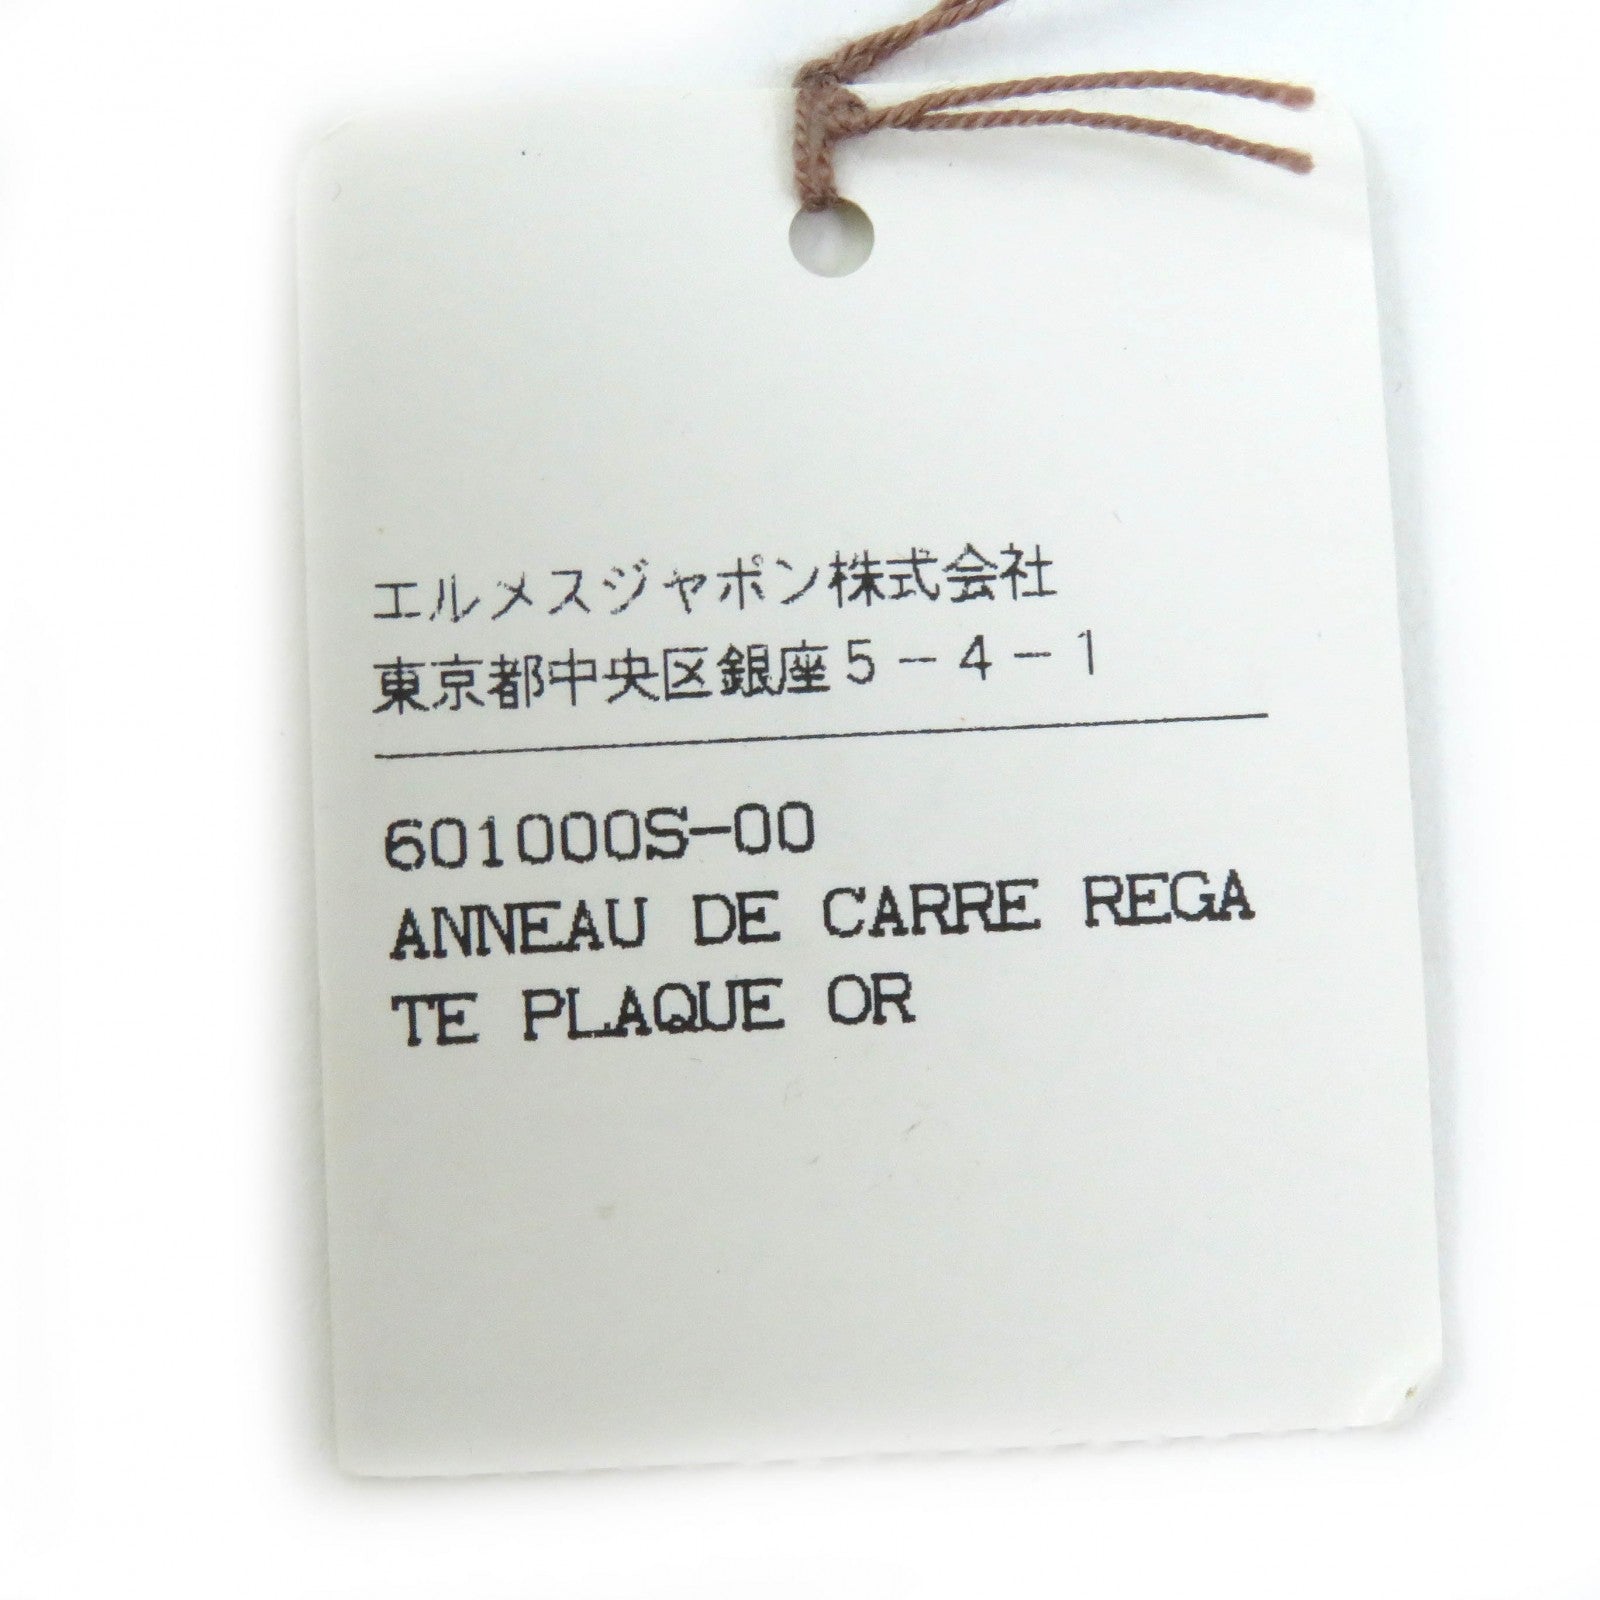 エルメスジャポン株式会社
東京都中央区銀座５－４－１
601000S-00
ANNEAU DE CARRE REGA
TE PLAQUE OR